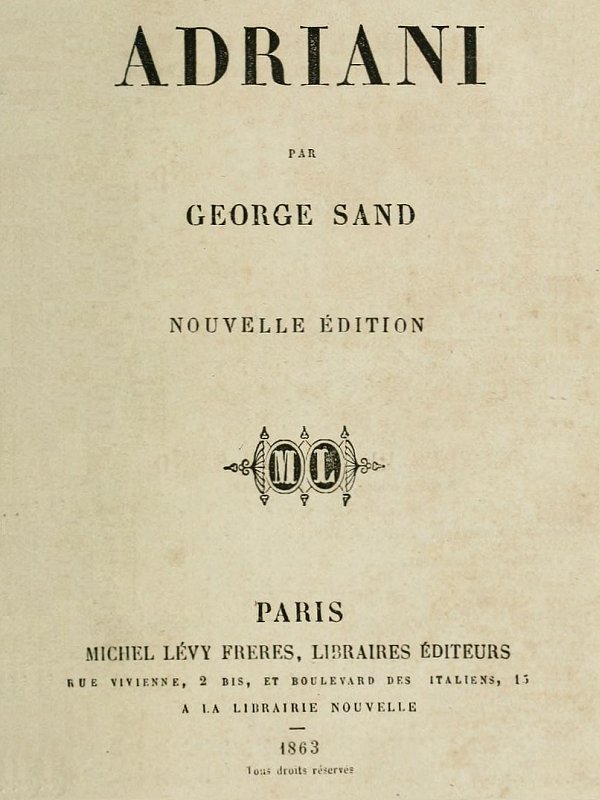 ADRIANI
PAR
GEORGE SAND
NOUVELLE ÉDITION
ML
PARIS
MICHEL LÉVY FRERES, LIBRAIRES ÉDITEURS
RUE VIVIENNE, 2 BIS, ET BOULEVARD DES ITALIENS, 15
A LA LIBRAIRIE NOUVELLE
1863
Tous droits réservés